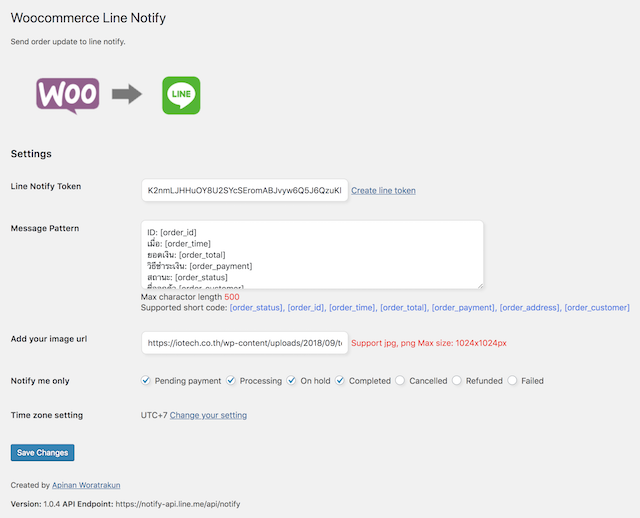 Woocommerce Line Notify
Send order update to line notify.
WOO
LINE
Settings
Line Notify Token
K2nmLJHHuOY8U2SYcSEromABJvyw6Q5J6QzuKl
Create line token
Message Pattern
ID: [order_id]
เมื่อ: [order_time]
ยอดเงิน: [order_total]
วิธีชำระเงิน: [order_payment]
สถานะ: [order_status]
ชื่อลูกค้า: [order_customer]
Max charactor length 500
Supported short code: [order_status], [order_id], [order_time], [order_total], [order_payment], [order_address], [order_customer]
Add your image url
https://iotech.co.th/wp-content/uploads/2018/09/t
Support jpg, png Max size: 1024x1024px
Notify me only
Pending payment Processing On hold Completed Cancelled Refunded Failed
Time zone setting
UTC+7 Change your setting
Save Changes
Created by Apinan Woratrakun
Version: 1.0.4 API Endpoint: https://notify-api.line.me/api/notify